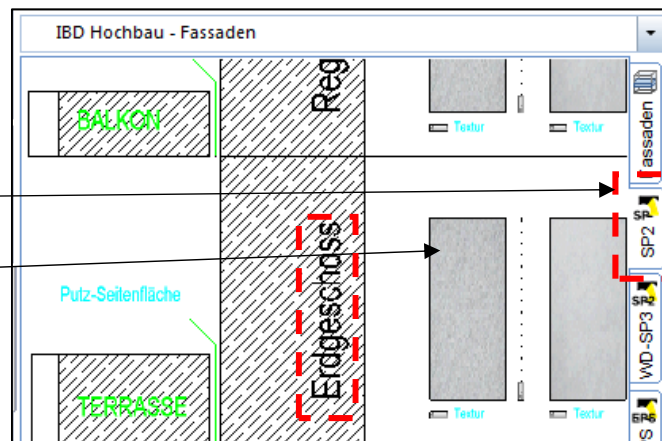 IBD Hochbau - Fassaden
BALKON
Reg
Textur
Textur
Fassaden
SP
SP2
Erdgeschoss
Putz-Seitenfläche
SP2
WD-SP3
TERRASSE
Textur
Textur